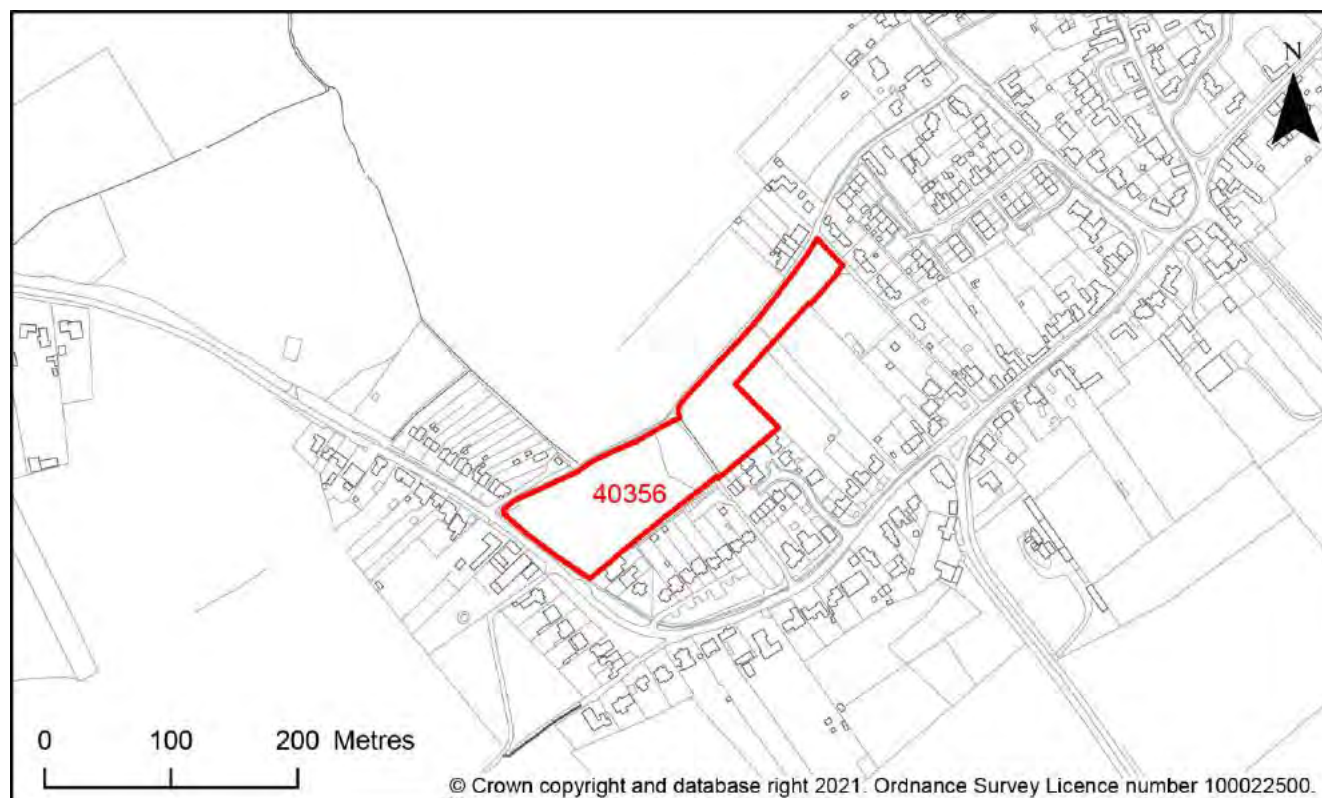 N
40356
0 100 200 Metres
© Crown copyright and database right 2021. Ordnance Survey Licence number 100022500.